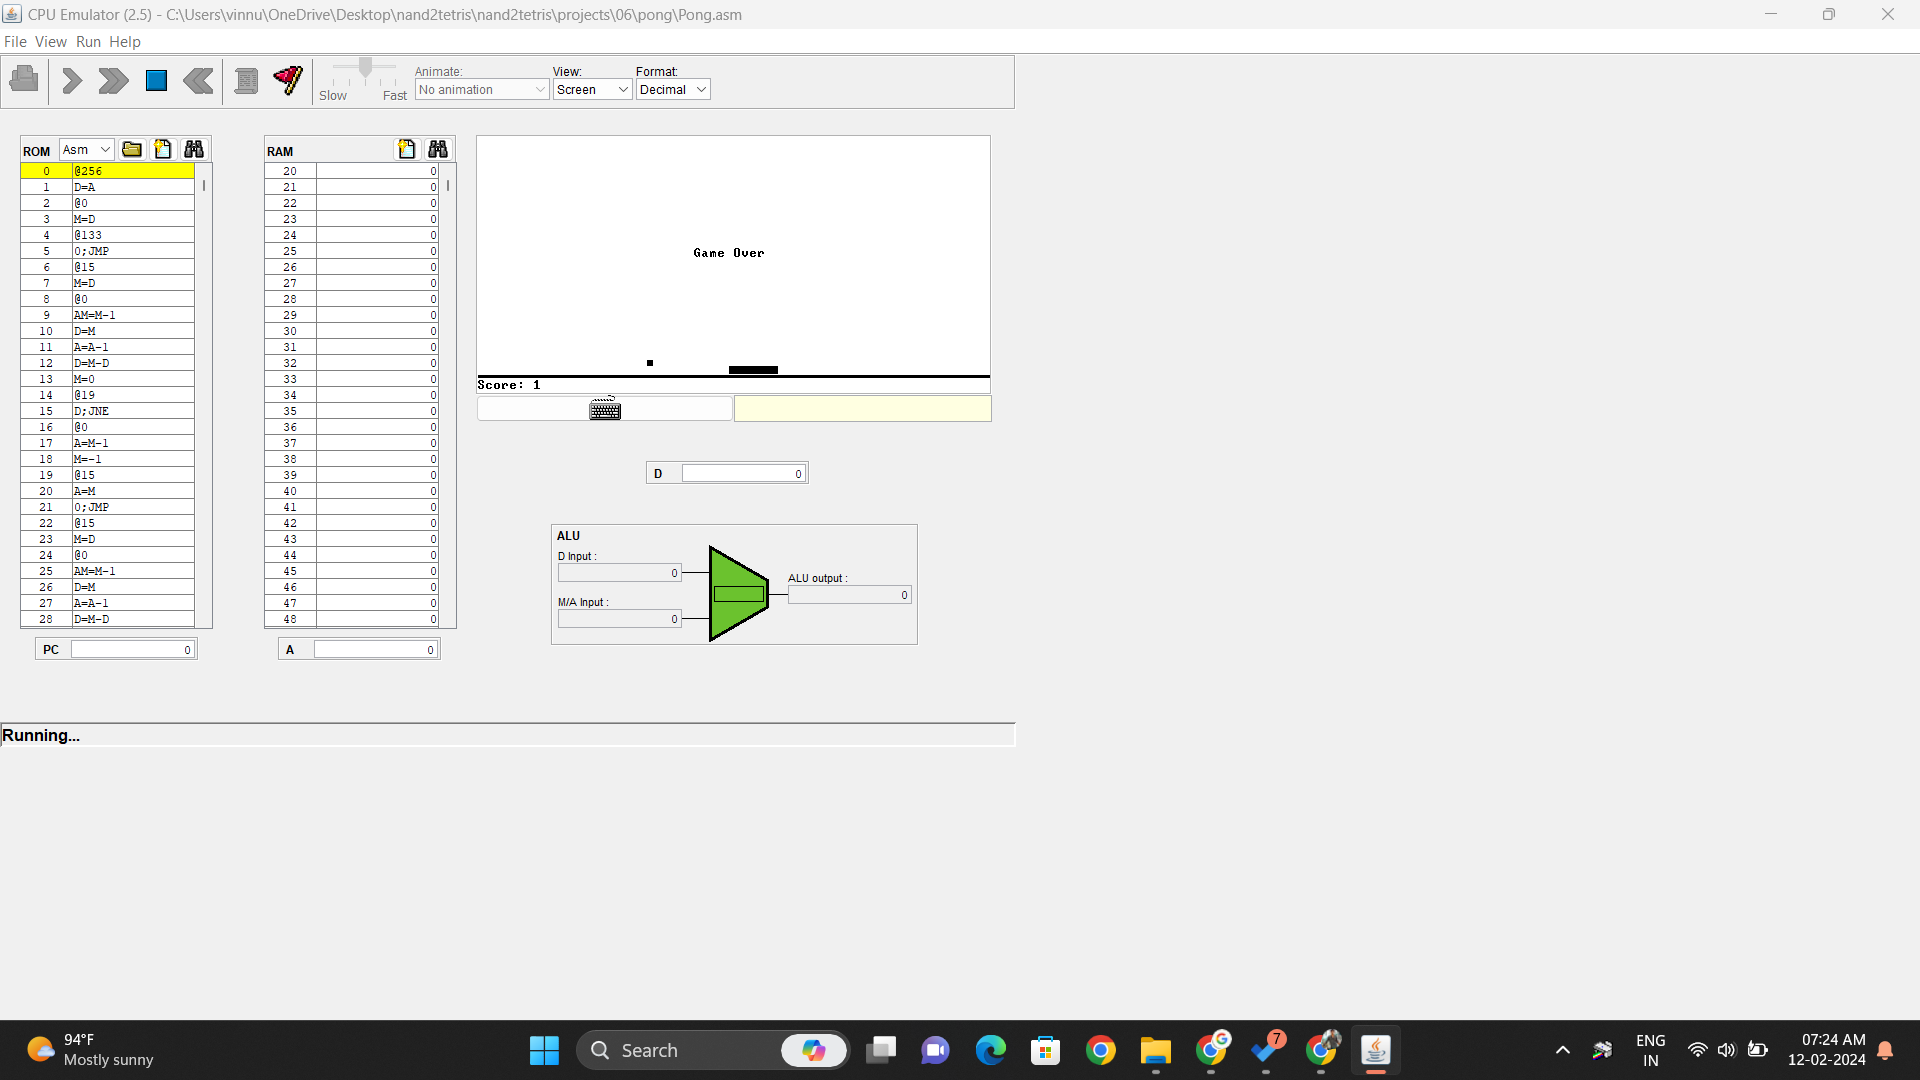 CPU Emulator (2.5) - C:\Users\vinnu\OneDrive\Desktop\nand2tetris\nand2tetris\projects\06\pong\Pong.asm
File View Run Help
Slow Fast
Animate:
No animation
View:
Screen
Format:
Decimal
ROM Asm
0 @256
1 D=A
2 @0
3 M=D
4 @133
5 0;JMP
6 @15
7 M=D
8 @0
9 AM=M-1
10 D=M
11 A=A-1
12 D=M-D
13 M=0
14 @19
15 D;JNE
16 @0
17 A=M-1
18 M=-1
19 @15
20 A=M
21 0;JMP
22 @15
23 M=D
24 @0
25 AM=M-1
26 D=M
27 A=A-1
28 D=M-D
PC 0
RAM
20 0
21 0
22 0
23 0
24 0
25 0
26 0
27 0
28 0
29 0
30 0
31 0
32 0
33 0
34 0
35 0
36 0
37 0
38 0
39 0
40 0
41 0
42 0
43 0
44 0
45 0
46 0
47 0
48 0
A 0
Game Over
Score: 1
D 0
ALU
D Input :
0
M/A Input :
0
ALU output :
0
Running...
94°F
Mostly sunny
Search
7
ENG
IN
07:24 AM
12-02-2024